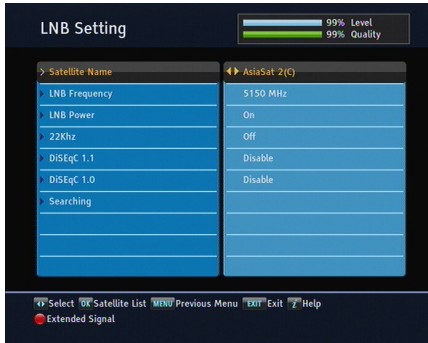 LNB Setting
99% Level
99% Quality
Satellite Name AsiaSat 2(C)
LNB Frequency 5150 MHz
LNB Power On
22Khz Off
DiSEqC 1.1 Disable
DiSEqC 1.0 Disable
Searching
Select OK Satellite List MENU Previous Menu EXIT Exit ? Help
Extended Signal